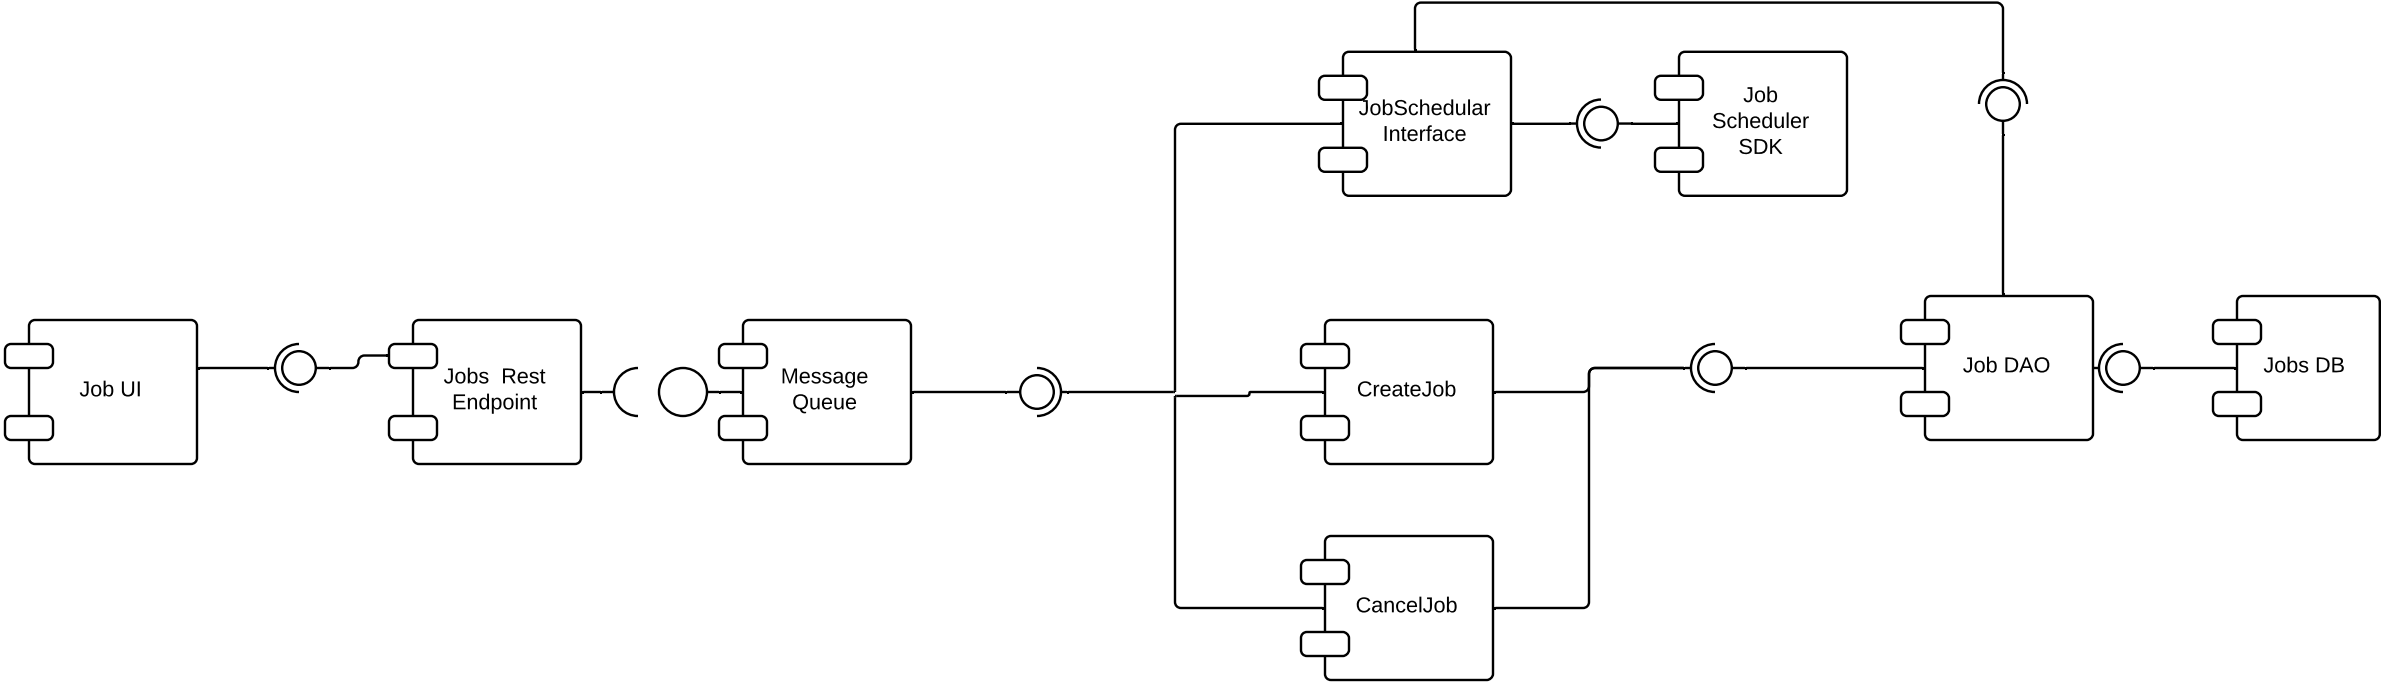 JobSchedular
Interface
Job
Scheduler
SDK
Job UI
Jobs  Rest
Endpoint
Message
Queue
CreateJob
Job DAO
Jobs DB
CancelJob